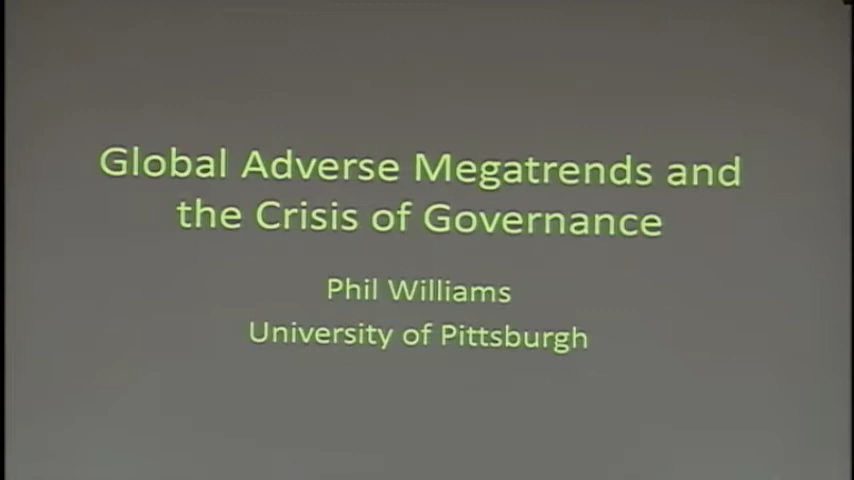 Global Adverse Megatrends and
the Crisis of Governance
Phil Williams
University of Pittsburgh